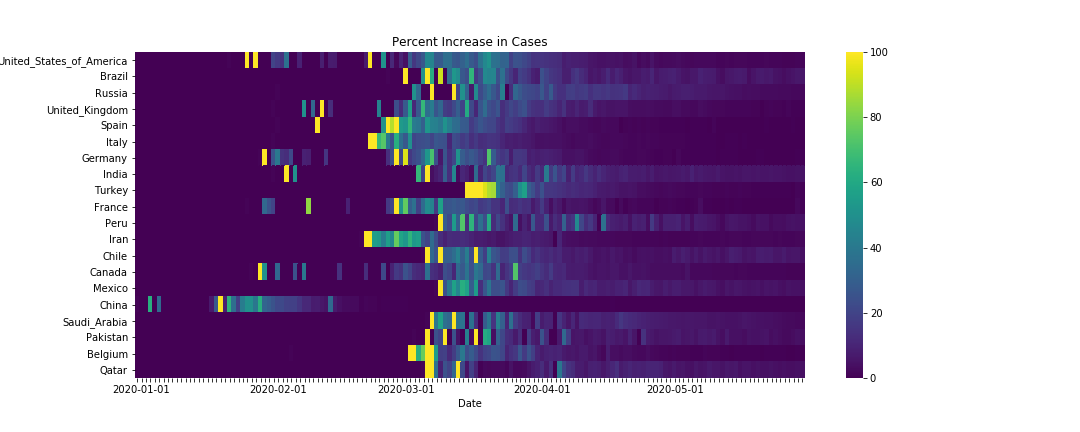 Percent Increase in Cases
United_States_of_America
Brazil
Russia
United_Kingdom
Spain
Italy
Germany
India
Turkey
France
Peru
Iran
Chile
Canada
Mexico
China
Saudi_Arabia
Pakistan
Belgium
Qatar
2020-01-01 2020-02-01 2020-03-01 2020-04-01 2020-05-01
Date
100
80
60
40
20
0